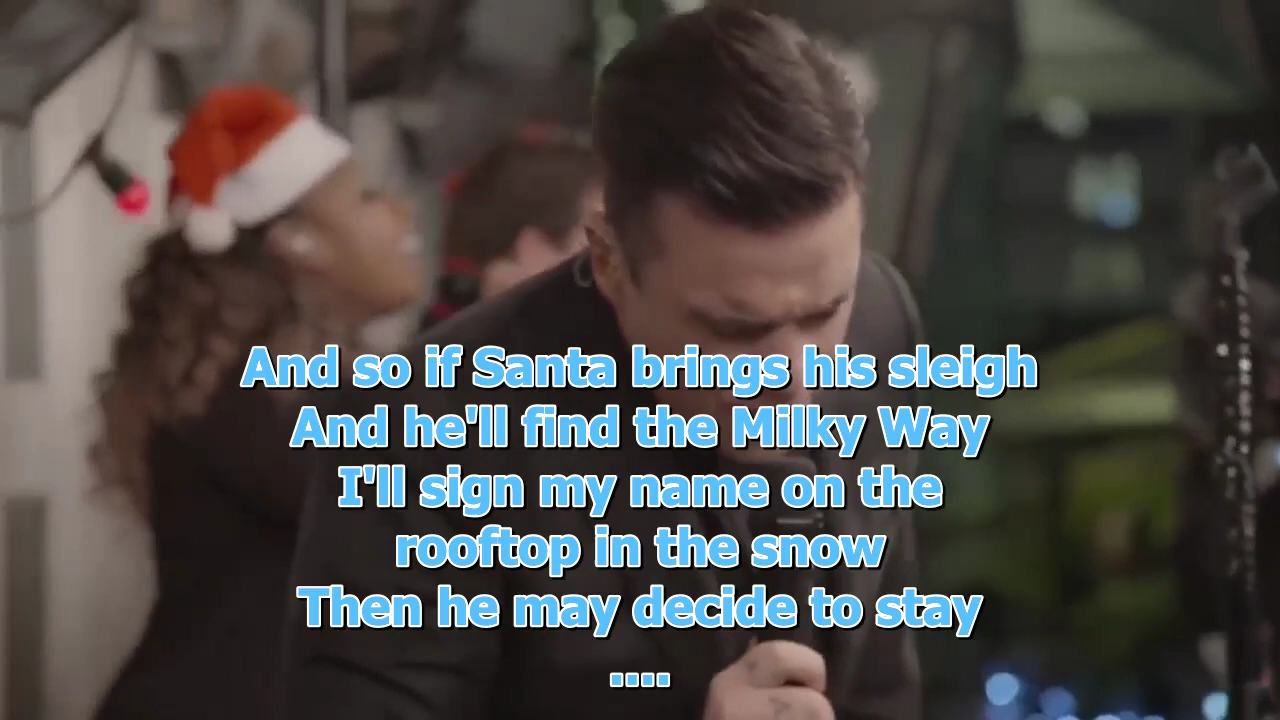 And so if Santa brings his sleigh
And he'll find the Milky Way
I'll sign my name on the
rooftop in the snow
Then he may decide to stay
....